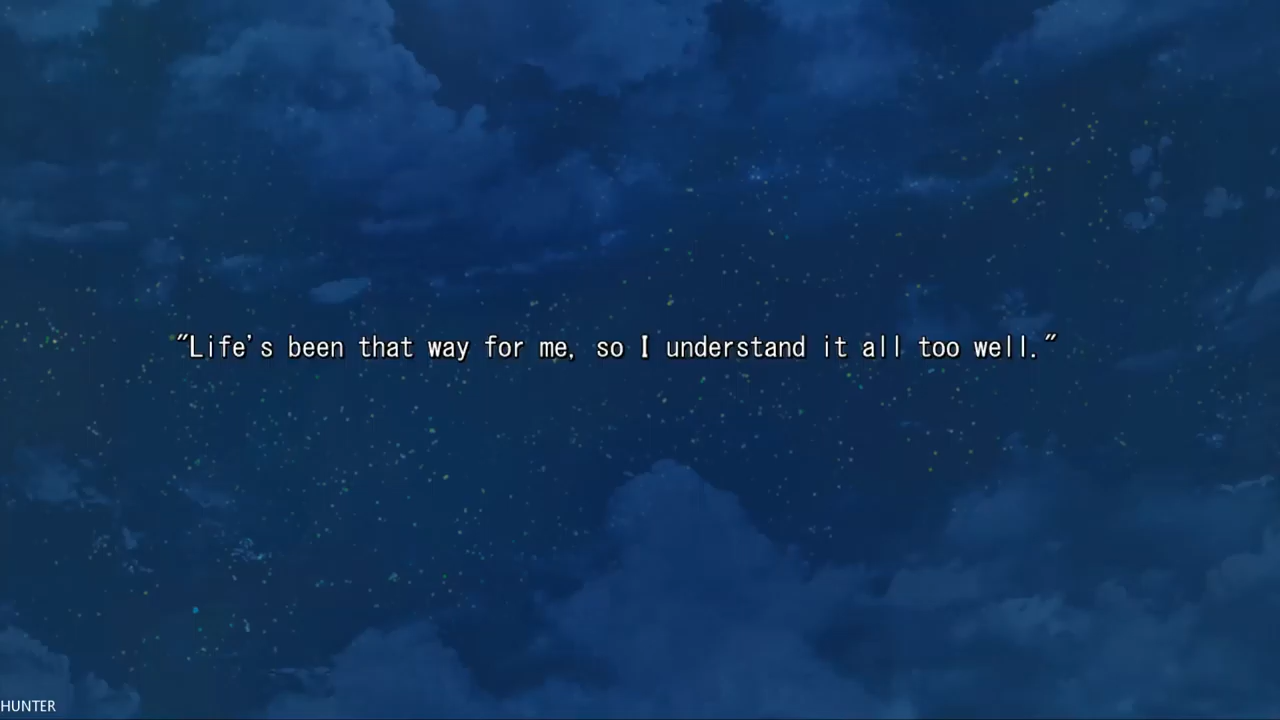 "Life's been that way for me, so I understand it all too well."
HUNTER